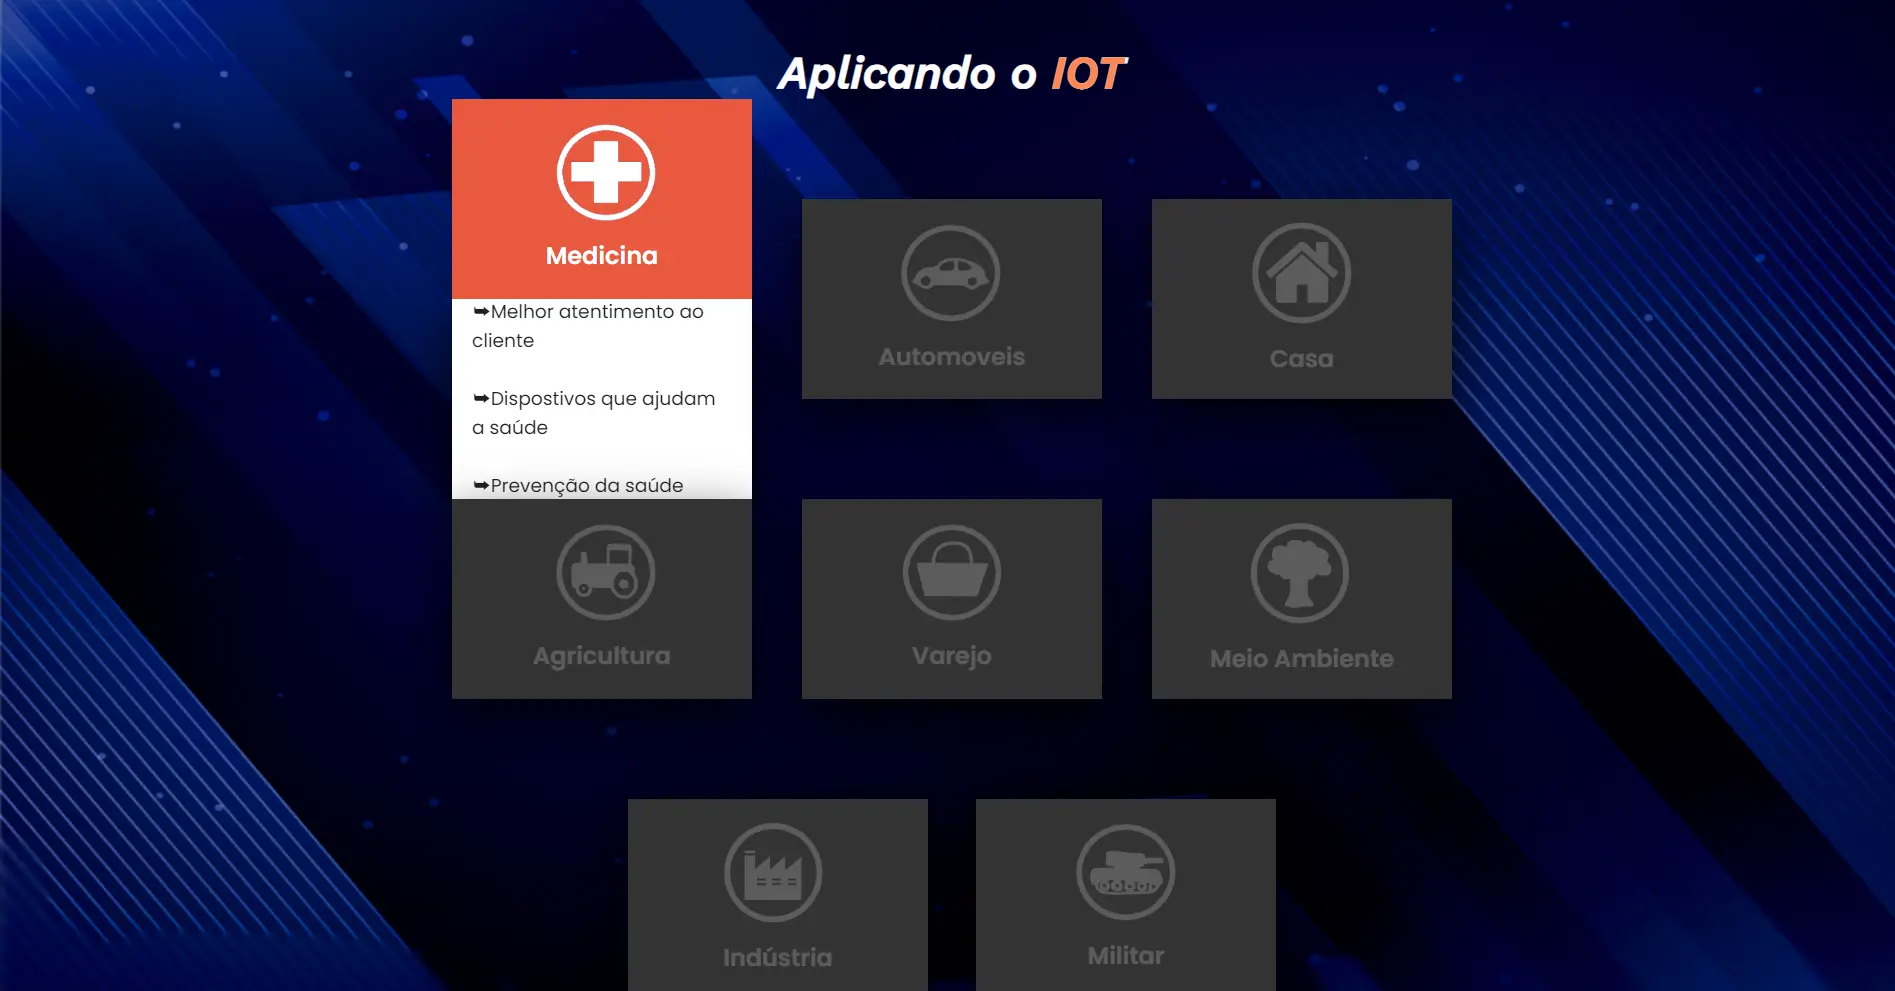 Aplicando o IOT
Medicina
➥Melhor atentimento ao
cliente
➥Dispostivos que ajudam
a saúde
➥Prevenção da saúde
Automoveis
Casa
Agricultura
Varejo
Meio Ambiente
Indústria
Militar